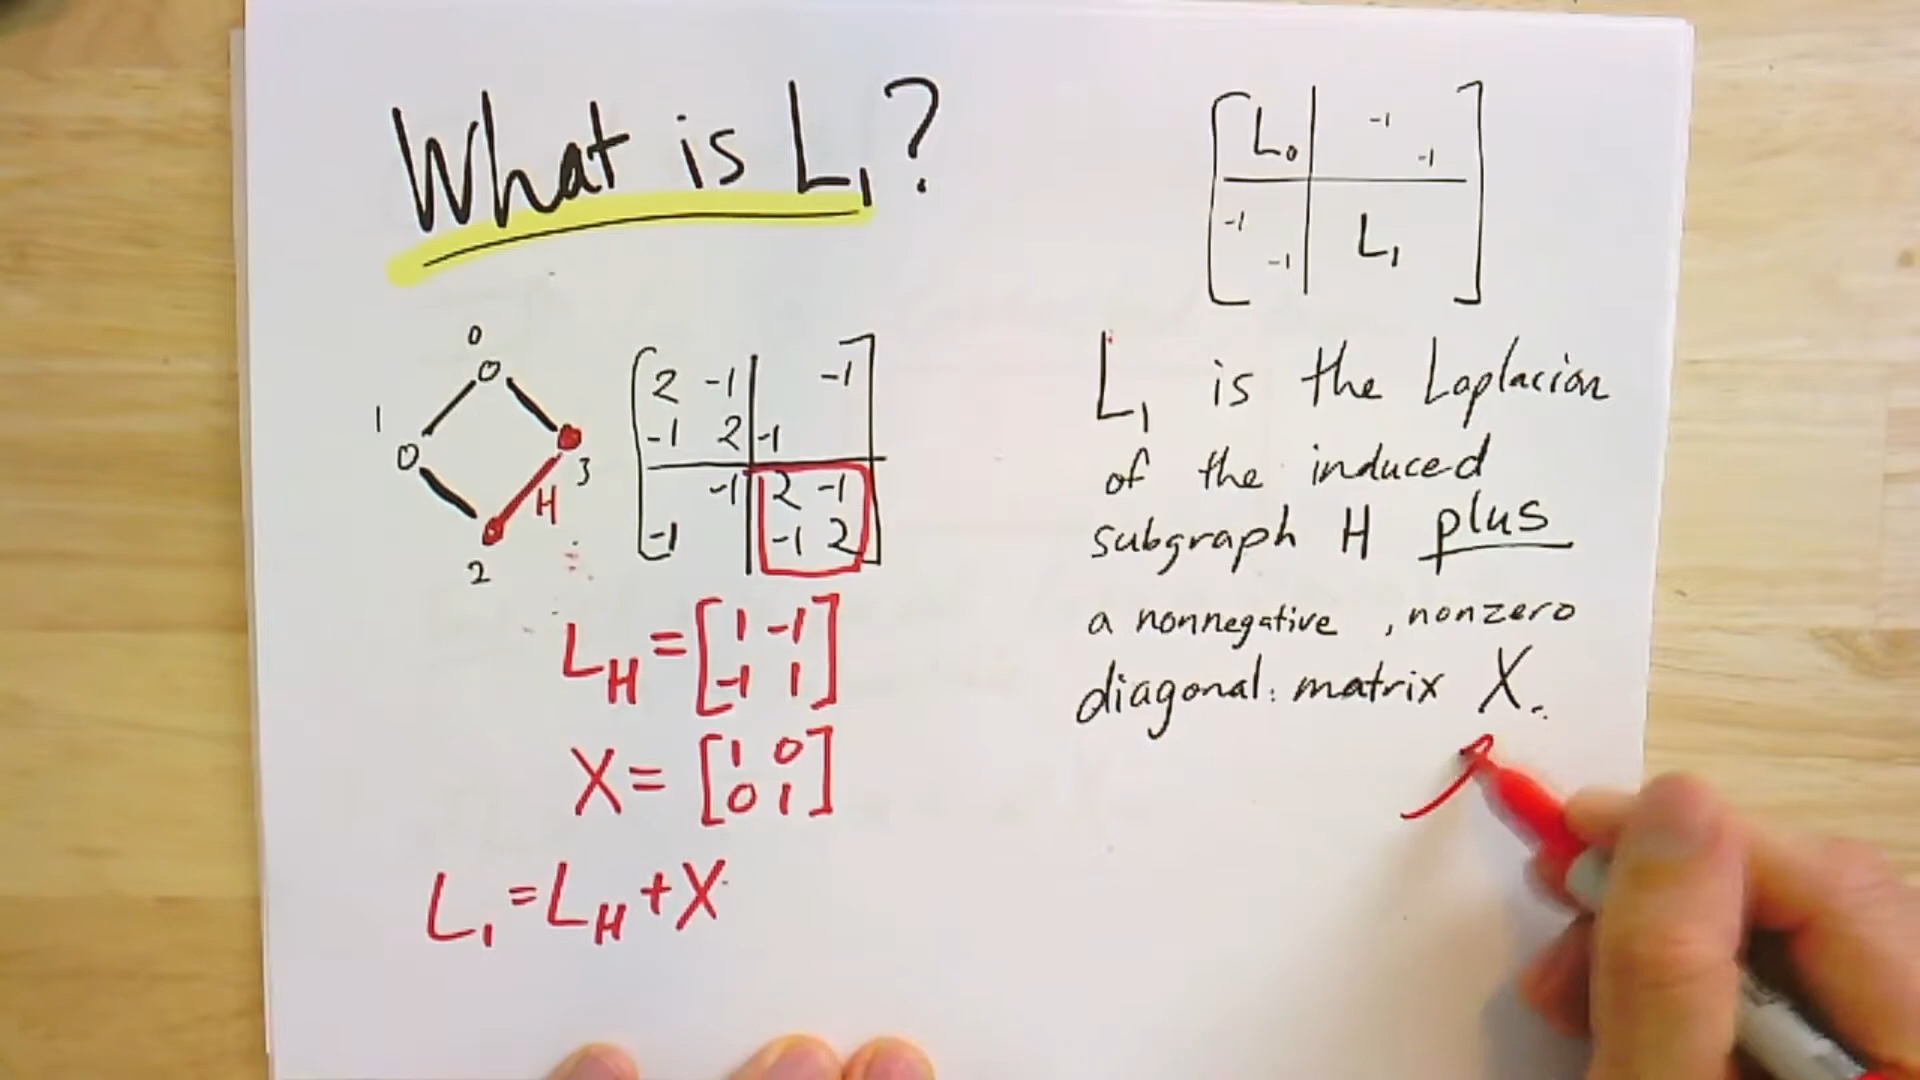 What is L₁?
0
1
2
3
H
2 -1 -1
-1 2 -1
-1 2 -1
-1 -1 2
L_H = [1 -1
-1 1]
X = [1 0
0 1]
L₁ = L_H + X
L₀ -1
-1
-1
-1 L₁
L₁ is the Laplacian
of the induced
subgraph H plus
a nonnegative, nonzero
diagonal matrix X.